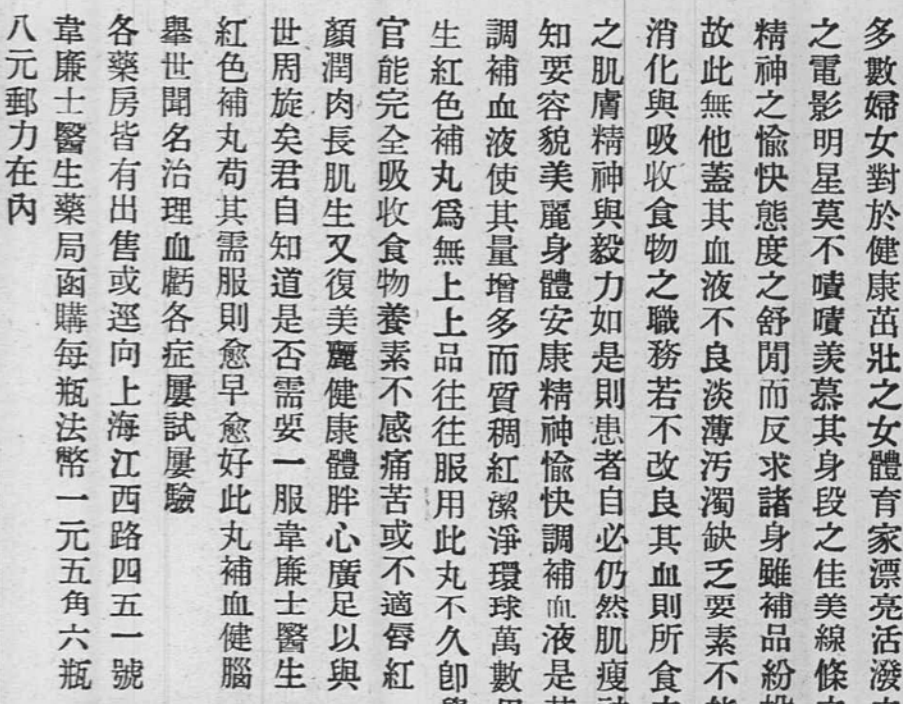 多數婦女對於健康茁壯之女體育家漂亮活潑
之電影明星莫不嘖嘖羨慕其身段之佳美線條
精神之愉快態度之舒閒而反求諸身雖補品紛
故此無他蓋其血液不良淡薄污濁缺乏要素不
消化與吸收食物之職務若不改良其血則所食
之肌膚精神與毅力如是則患者自必仍然肌瘦
知要容貌美麗身體安康精神愉快調補血液是
調補血液使其量增多而質稠紅潔淨環球萬數
生紅色補丸爲無上上品往往服用此丸不久卽
官能完全吸收食物養素不感痛苦或不適唇紅
顏潤肉長肌生又復美麗健康體胖心廣足以與
世周旋矣君自知道是否需要一服韋廉士醫生
紅色補丸苟其需服則愈早愈好此丸補血健腦
舉世聞名治理血虧各症屢試屢驗
各藥房皆有出售或逕向上海江西路四五一號
韋廉士醫生藥局函購每瓶法幣一元五角六瓶
八元郵力在內